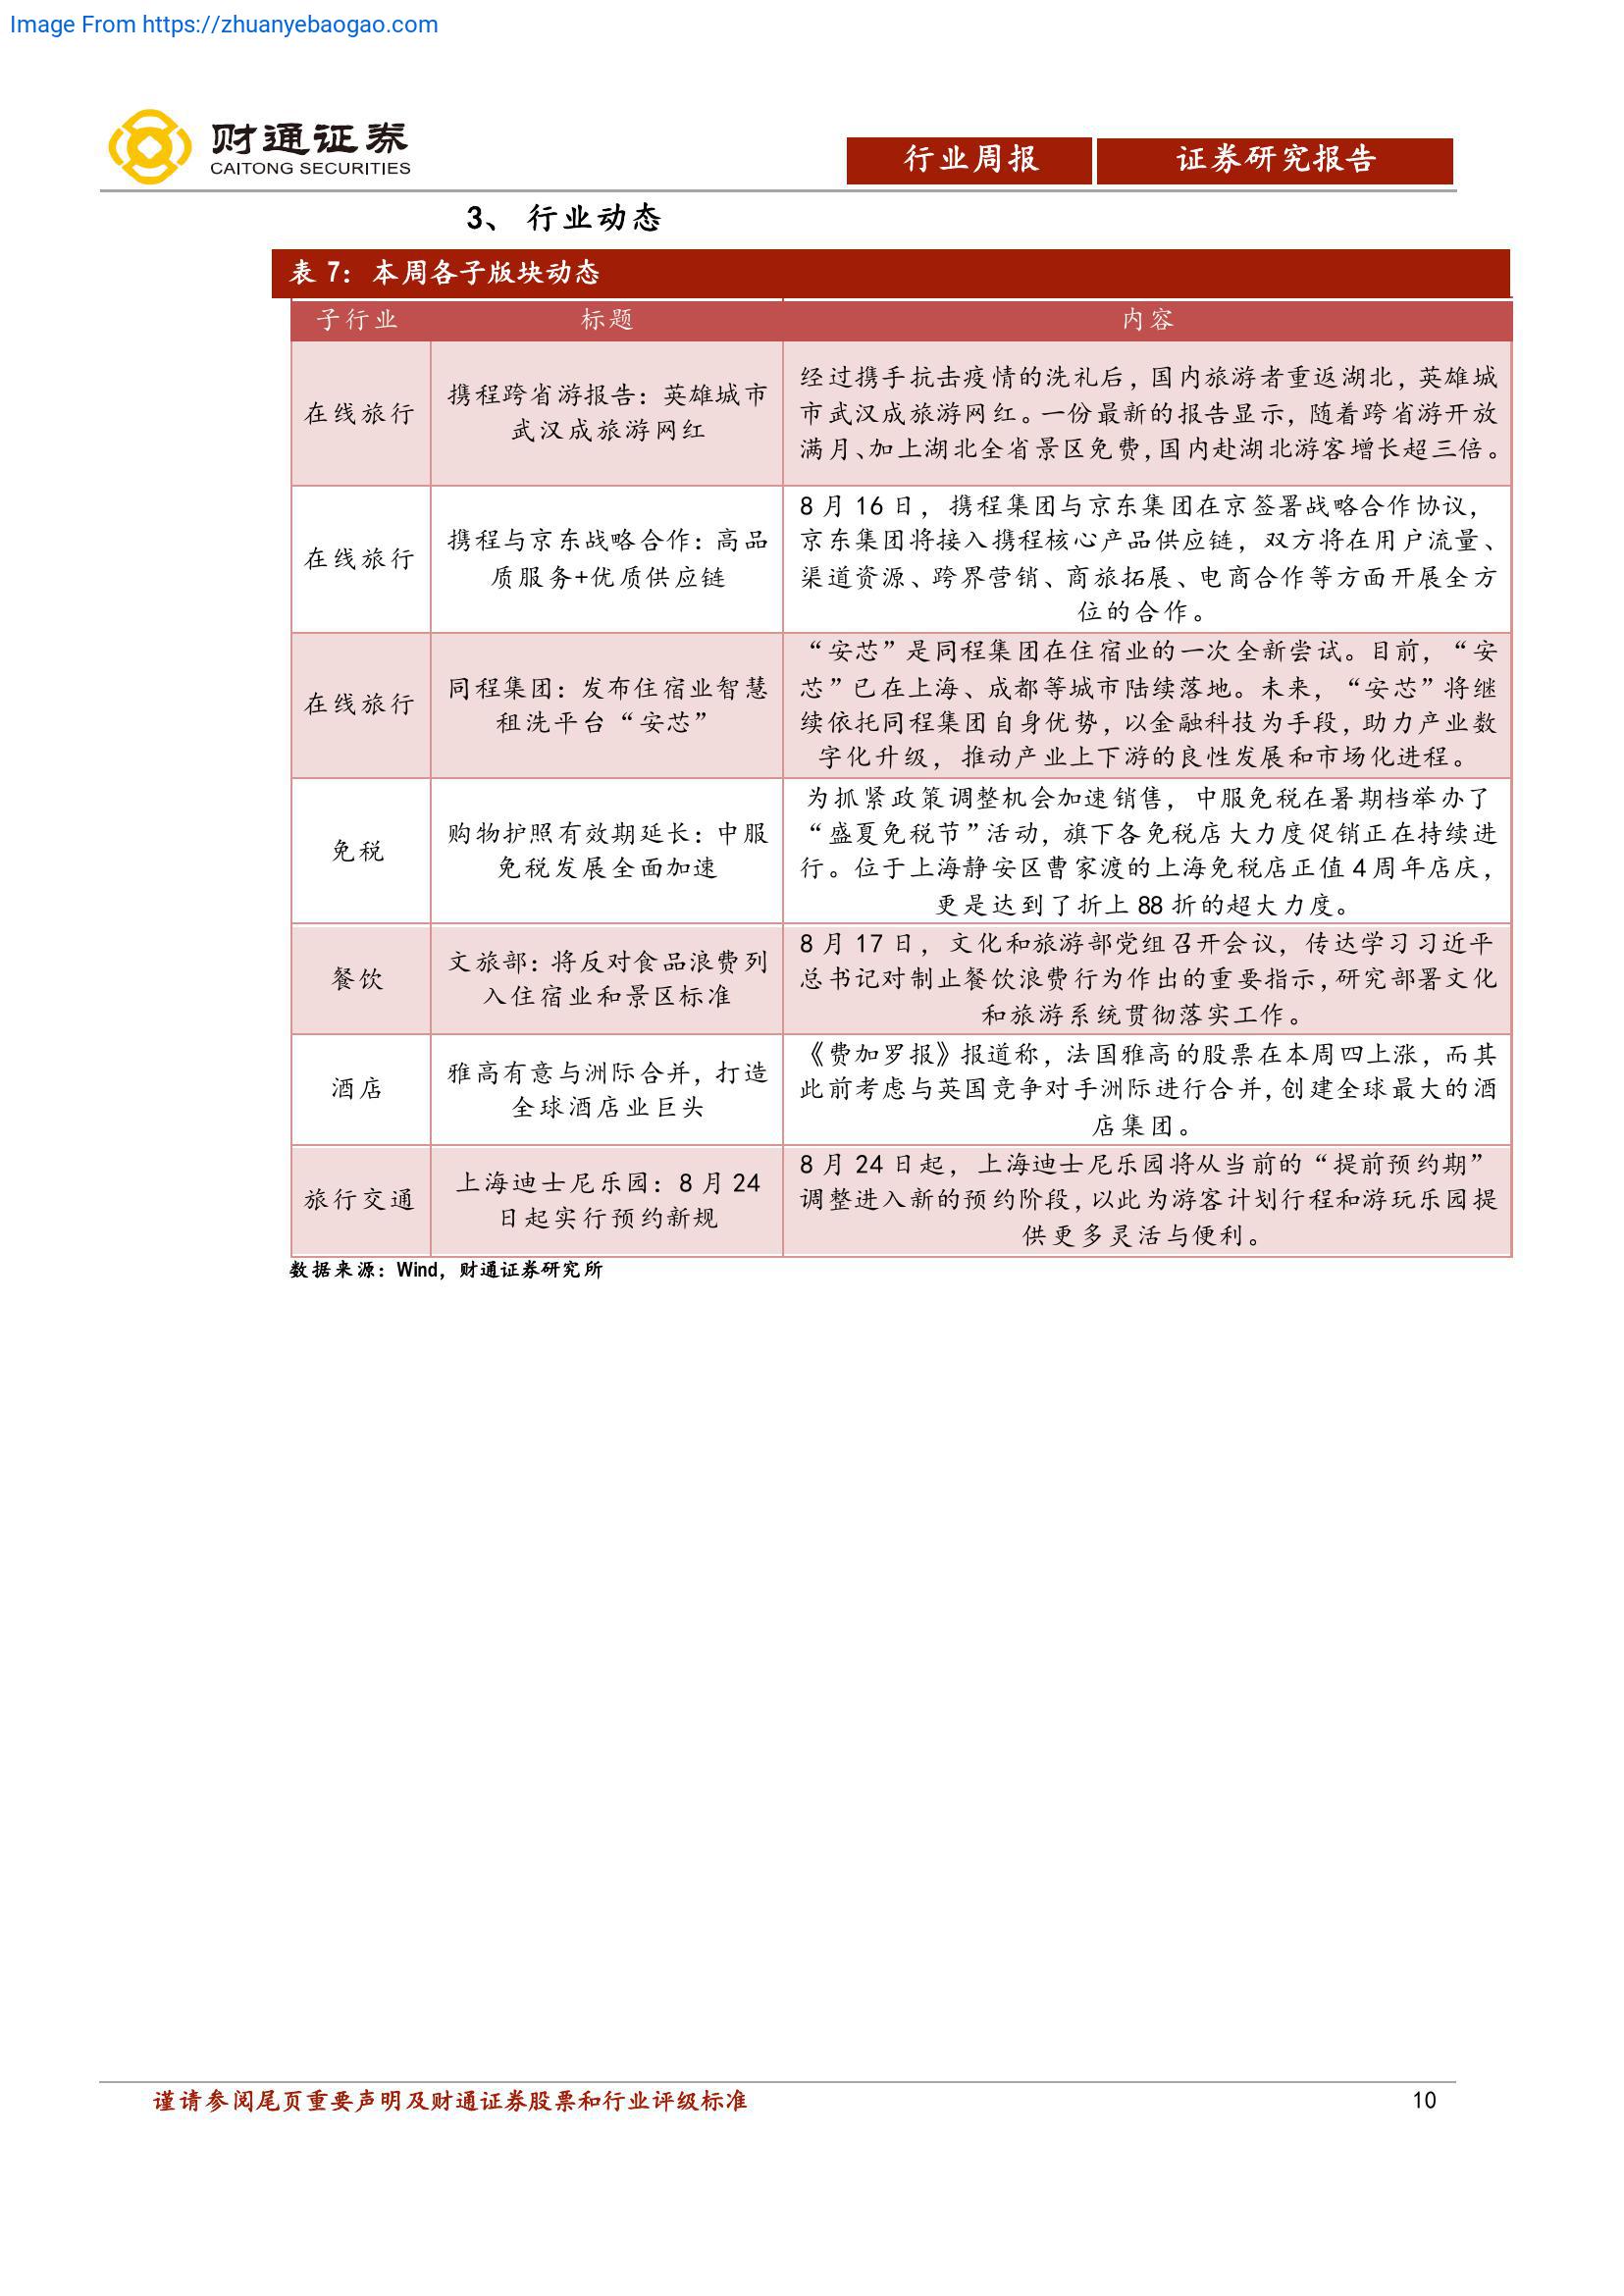 Image From https://zhuanyebaogao.com
财通证券
CAITONG SECURITIES
行业周报
证券研究报告
3、 行业动态
表 7：本周各子版块动态
子行业
标题
内容
在线旅行
携程跨省游报告：英雄城市
武汉成旅游网红
经过携手抗击疫情的洗礼后，国内旅游者重返湖北，英雄城
市武汉成旅游网红。一份最新的报告显示，随着跨省游开放
满月、加上湖北全省景区免费，国内赴湖北游客增长超三倍。
在线旅行
携程与京东战略合作：高品
质服务+优质供应链
8 月 16 日，携程集团与京东集团在京签署战略合作协议，
京东集团将接入携程核心产品供应链，双方将在用户流量、
渠道资源、跨界营销、商旅拓展、电商合作等方面开展全方
位的合作。
在线旅行
同程集团：发布住宿业智慧
租洗平台“安芯”
“安芯”是同程集团在住宿业的一次全新尝试。目前，“安
芯”已在上海、成都等城市陆续落地。未来，“安芯”将继
续依托同程集团自身优势，以金融科技为手段，助力产业数
字化升级，推动产业上下游的良性发展和市场化进程。
免税
购物护照有效期延长：中服
免税发展全面加速
为抓紧政策调整机会加速销售，中服免税在暑期档举办了
“盛夏免税节”活动，旗下各免税店大力度促销正在持续进
行。位于上海静安区曹家渡的上海免税店正值 4 周年店庆，
更是达到了折上 88 折的超大力度。
餐饮
文旅部：将反对食品浪费列
入住宿业和景区标准
8 月 17 日，文化和旅游部党组召开会议，传达学习习近平
总书记对制止餐饮浪费行为作出的重要指示，研究部署文化
和旅游系统贯彻落实工作。
酒店
雅高有意与洲际合并，打造
全球酒店业巨头
《费加罗报》报道称，法国雅高的股票在本周四上涨，而其
此前考虑与英国竞争对手洲际进行合并，创建全球最大的酒
店集团。
旅行交通
上海迪士尼乐园：8 月 24
日起实行预约新规
8 月 24 日起，上海迪士尼乐园将从当前的“提前预约期”
调整进入新的预约阶段，以此为游客计划行程和游玩乐园提
供更多灵活与便利。
数据来源：Wind，财通证券研究所
谨请参阅尾页重要声明及财通证券股票和行业评级标准
10